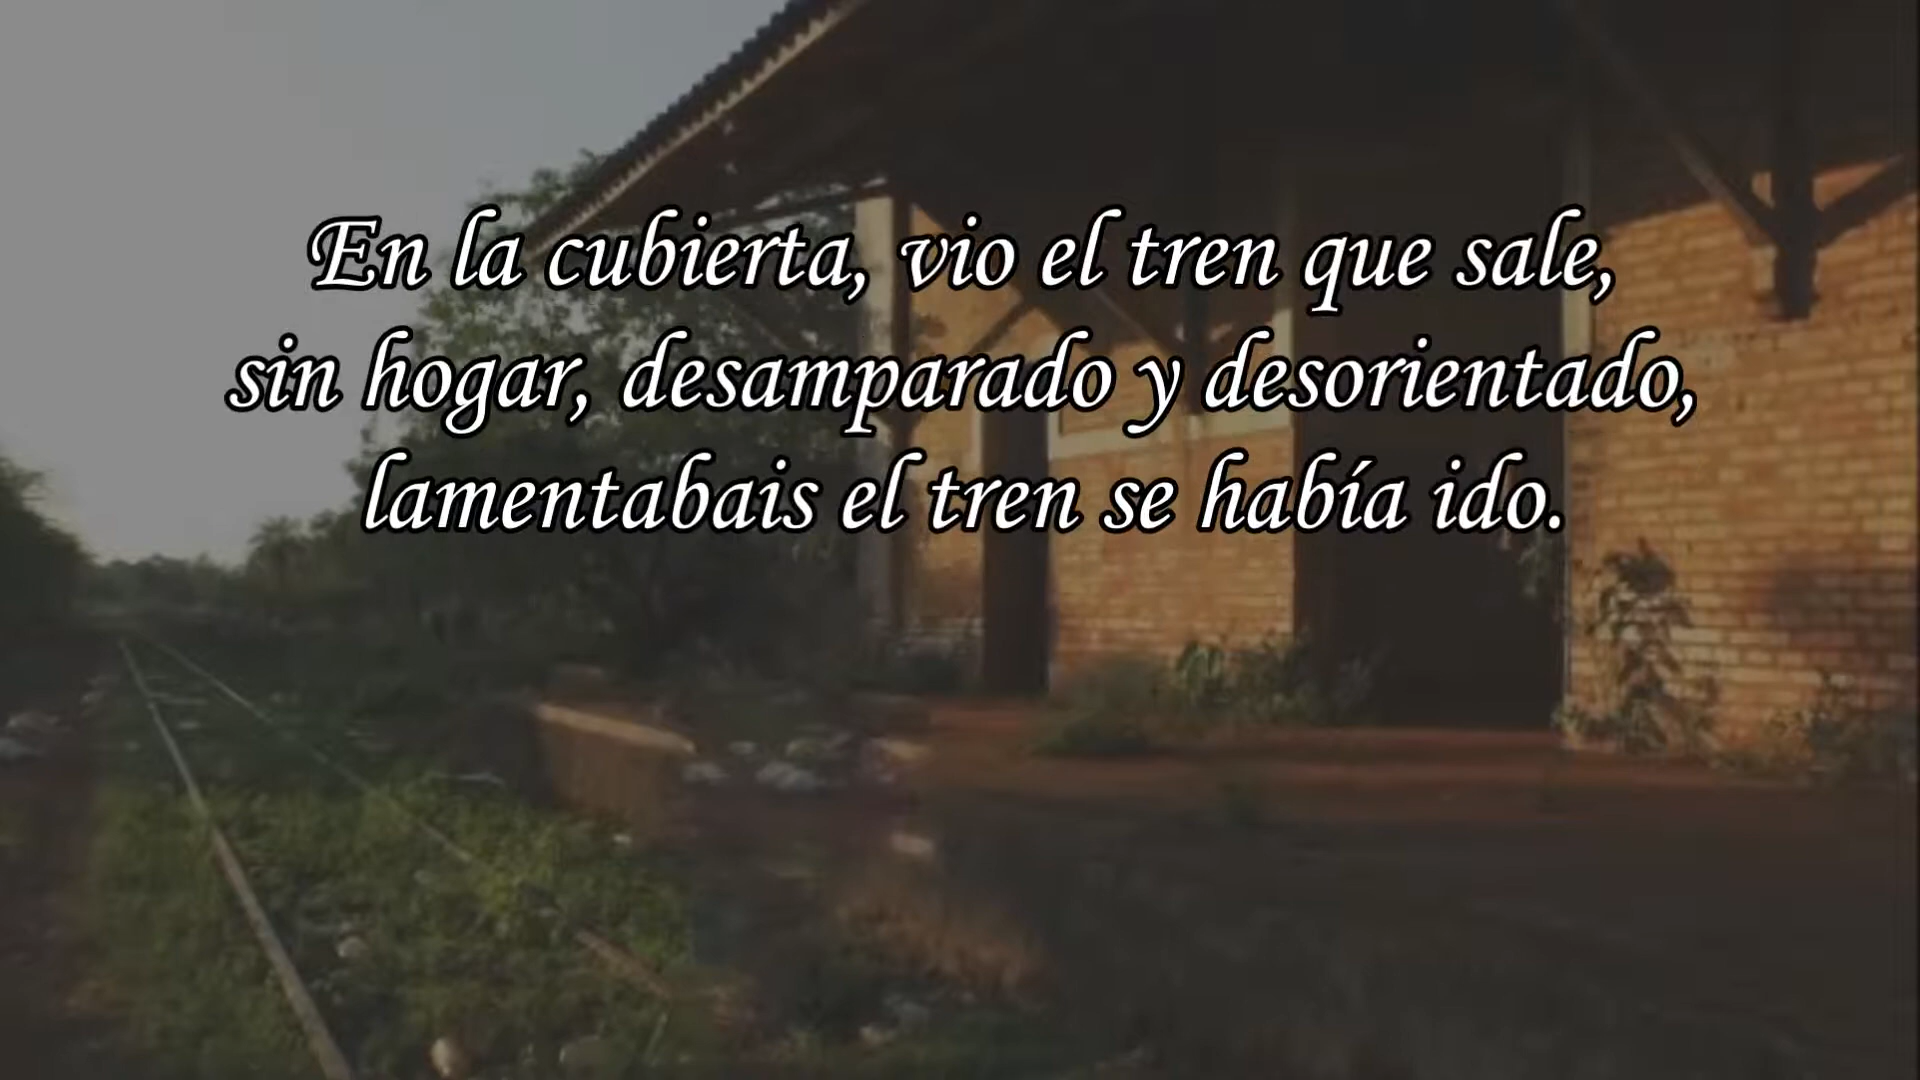 En la cubierta, vio el tren que sale,
sin hogar, desamparado y desorientado,
lamentabais el tren se había ido.